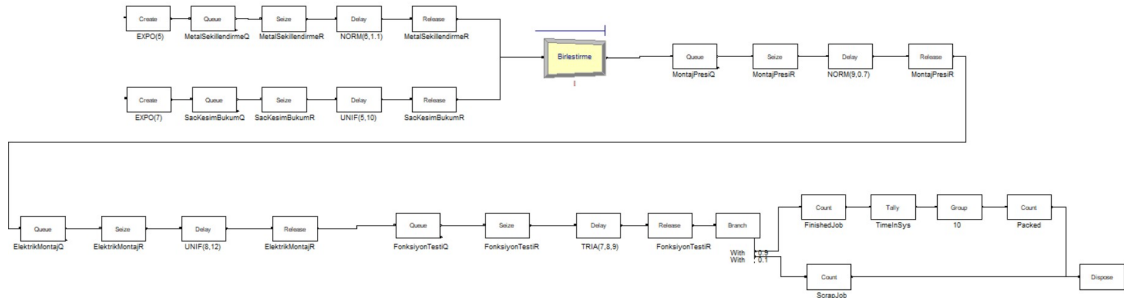 Create Queue Seize Delay Release
EXPO(5) MetalSekillendirmeQ MetalSekillendirmeR NORM(6,1.1) MetalSekillendirmeR
Birlestirme
Queue Seize Delay Release
MontajPresiQ MontajPresiR NORM(9,0.7) MontajPresiR
Create Queue Seize Delay Release
EXPO(7) SacKesimBukumQ SacKesimBukumR UNIF(5,10) SacKesimBukumR
Queue Seize Delay Release
ElektrikMontajQ ElektrikMontajR UNIF(8,12) ElektrikMontajR
Queue Seize Delay Release Branch
FonksiyonTestiQ FonksiyonTestiR TRIA(7,8,9) FonksiyonTestiR
With 0.9
With 0.1
Count Tally Group Count
FinishedJob TimeInSys 10 Packed
Count
ScrapJob
Dispose